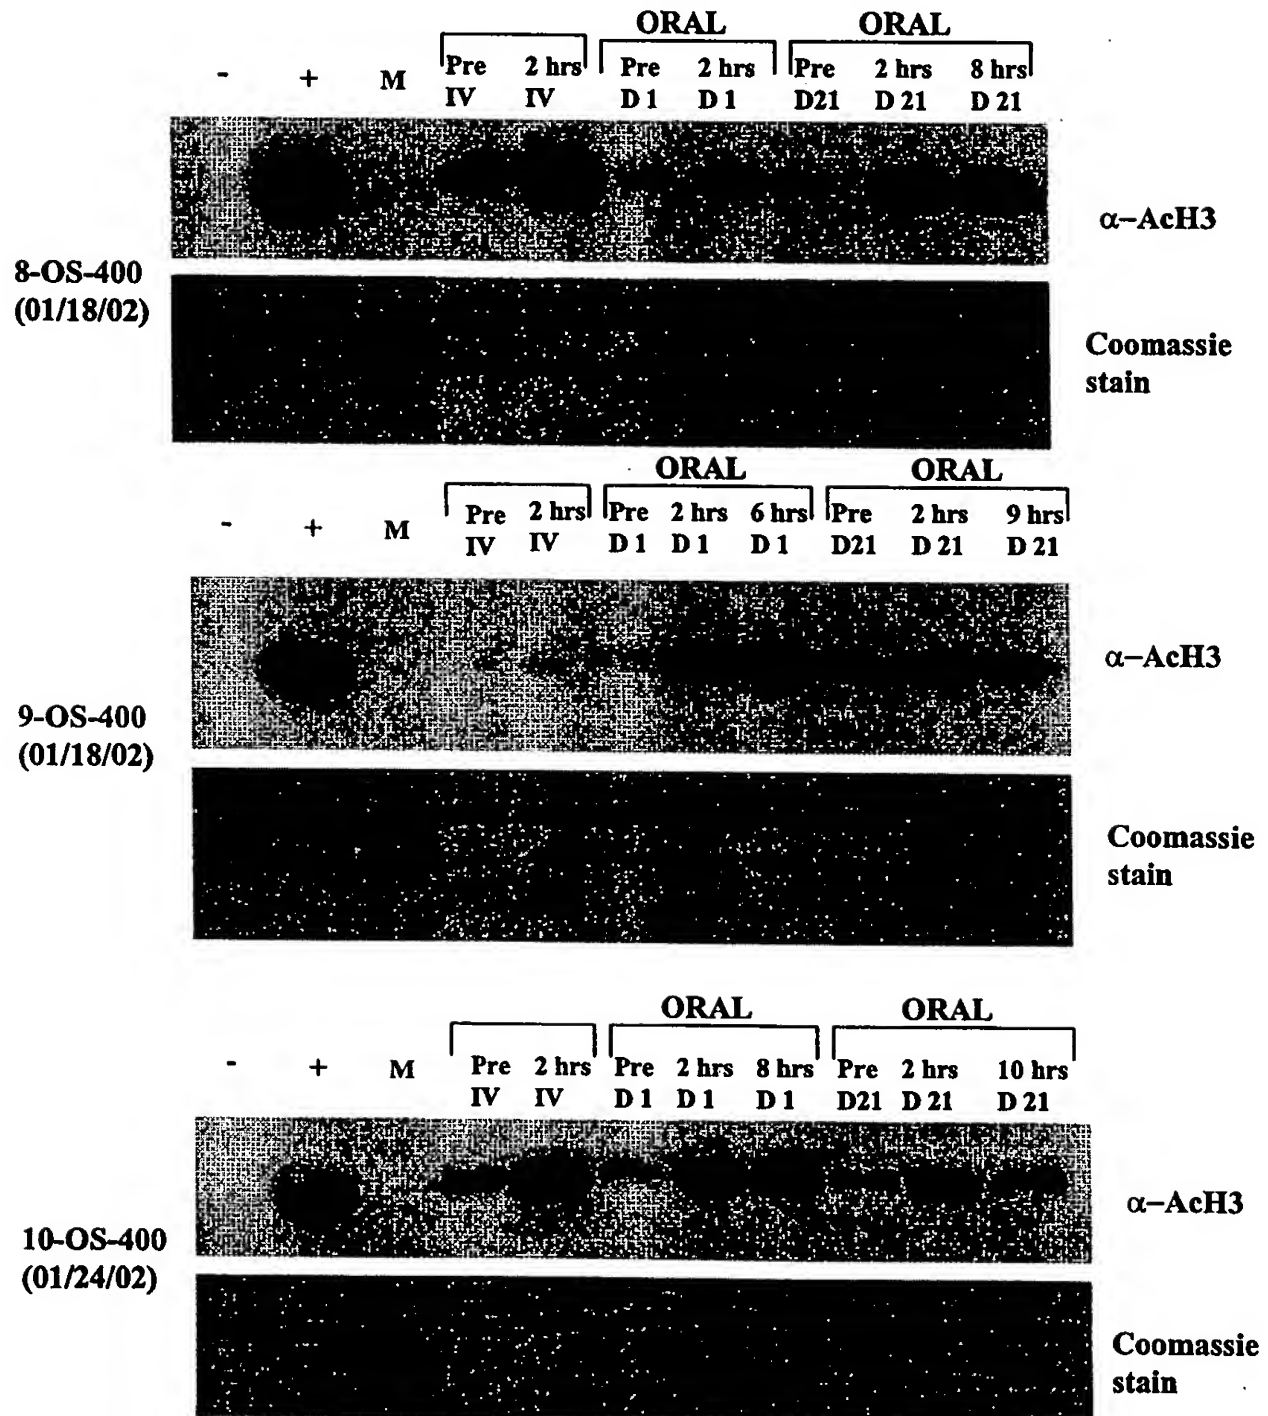 ORAL ORAL
- + M Pre 2 hrs Pre 2 hrs Pre 2 hrs 8 hrs
IV IV D 1 D 1 D21 D 21 D 21
α–AcH3
8-OS-400
(01/18/02)
Coomassie
stain
ORAL ORAL
- + M Pre 2 hrs Pre 2 hrs 6 hrs Pre 2 hrs 9 hrs
IV IV D 1 D 1 D 1 D21 D 21 D 21
α–AcH3
9-OS-400
(01/18/02)
Coomassie
stain
ORAL ORAL
- + M Pre 2 hrs Pre 2 hrs 8 hrs Pre 2 hrs 10 hrs
IV IV D 1 D 1 D 1 D21 D 21 D 21
α–AcH3
10-OS-400
(01/24/02)
Coomassie
stain